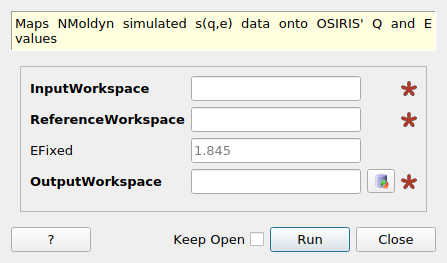 Maps NMoldyn simulated s(q,e) data onto OSIRIS' Q and E
values
InputWorkspace
ReferenceWorkspace
EFixed 1.845
OutputWorkspace
? Keep Open Run Close